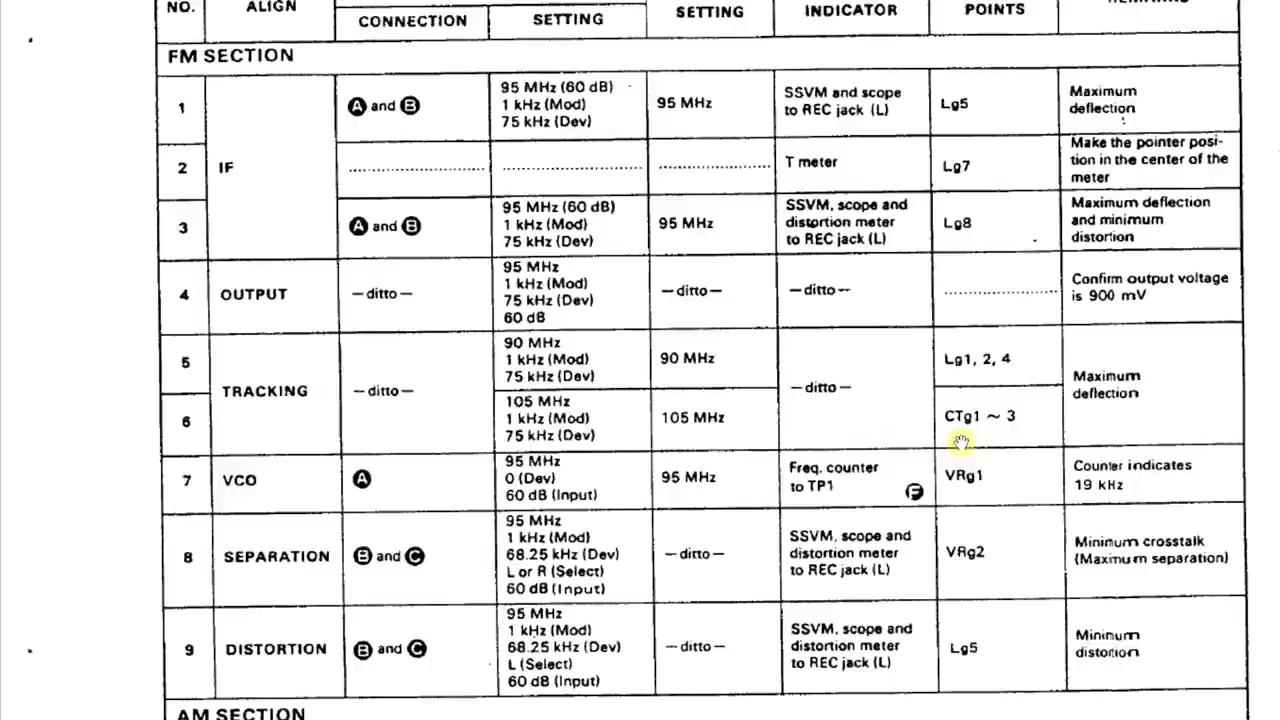 NO.
ALIGN
CONNECTION
SETTING
SETTING
INDICATOR
POINTS
FM SECTION
1
A and B
95 MHz (60 dB)
1 kHz (Mod)
75 kHz (Dev)
95 MHz
SSVM and scope
to REC jack (L)
Lg5
Maximum
deflection
2
IF
T meter
Lg7
Make the pointer posi-
tion in the center of the
meter
3
A and B
95 MHz (60 dB)
1 kHz (Mod)
75 kHz (Dev)
95 MHz
SSVM, scope and
distortion meter
to REC jack (L)
Lg8
Maximum deflection
and minimum
distortion
4
OUTPUT
—ditto—
95 MHz
1 kHz (Mod)
75 kHz (Dev)
60 dB
—ditto—
—ditto—
Confirm output voltage
is 900 mV
5
TRACKING
—ditto—
90 MHz
1 kHz (Mod)
75 kHz (Dev)
90 MHz
—ditto—
Lg1, 2, 4
Maximum
deflection
6
105 MHz
1 kHz (Mod)
75 kHz (Dev)
105 MHz
CTg1 ~ 3
7
VCO
A
95 MHz
0 (Dev)
60 dB (Input)
95 MHz
Freq. counter
to TP1
F
VRg1
Counter indicates
19 kHz
8
SEPARATION
B and C
95 MHz
1 kHz (Mod)
68.25 kHz (Dev)
L or R (Select)
60 dB (Input)
—ditto—
SSVM, scope and
distortion meter
to REC jack (L)
VRg2
Minimum crosstalk
(Maximum separation)
9
DISTORTION
B and C
95 MHz
1 kHz (Mod)
68.25 kHz (Dev)
L (Select)
60 dB (Input)
—ditto—
SSVM, scope and
distortion meter
to REC jack (L)
Lg5
Minimum
distortion
AM SECTION